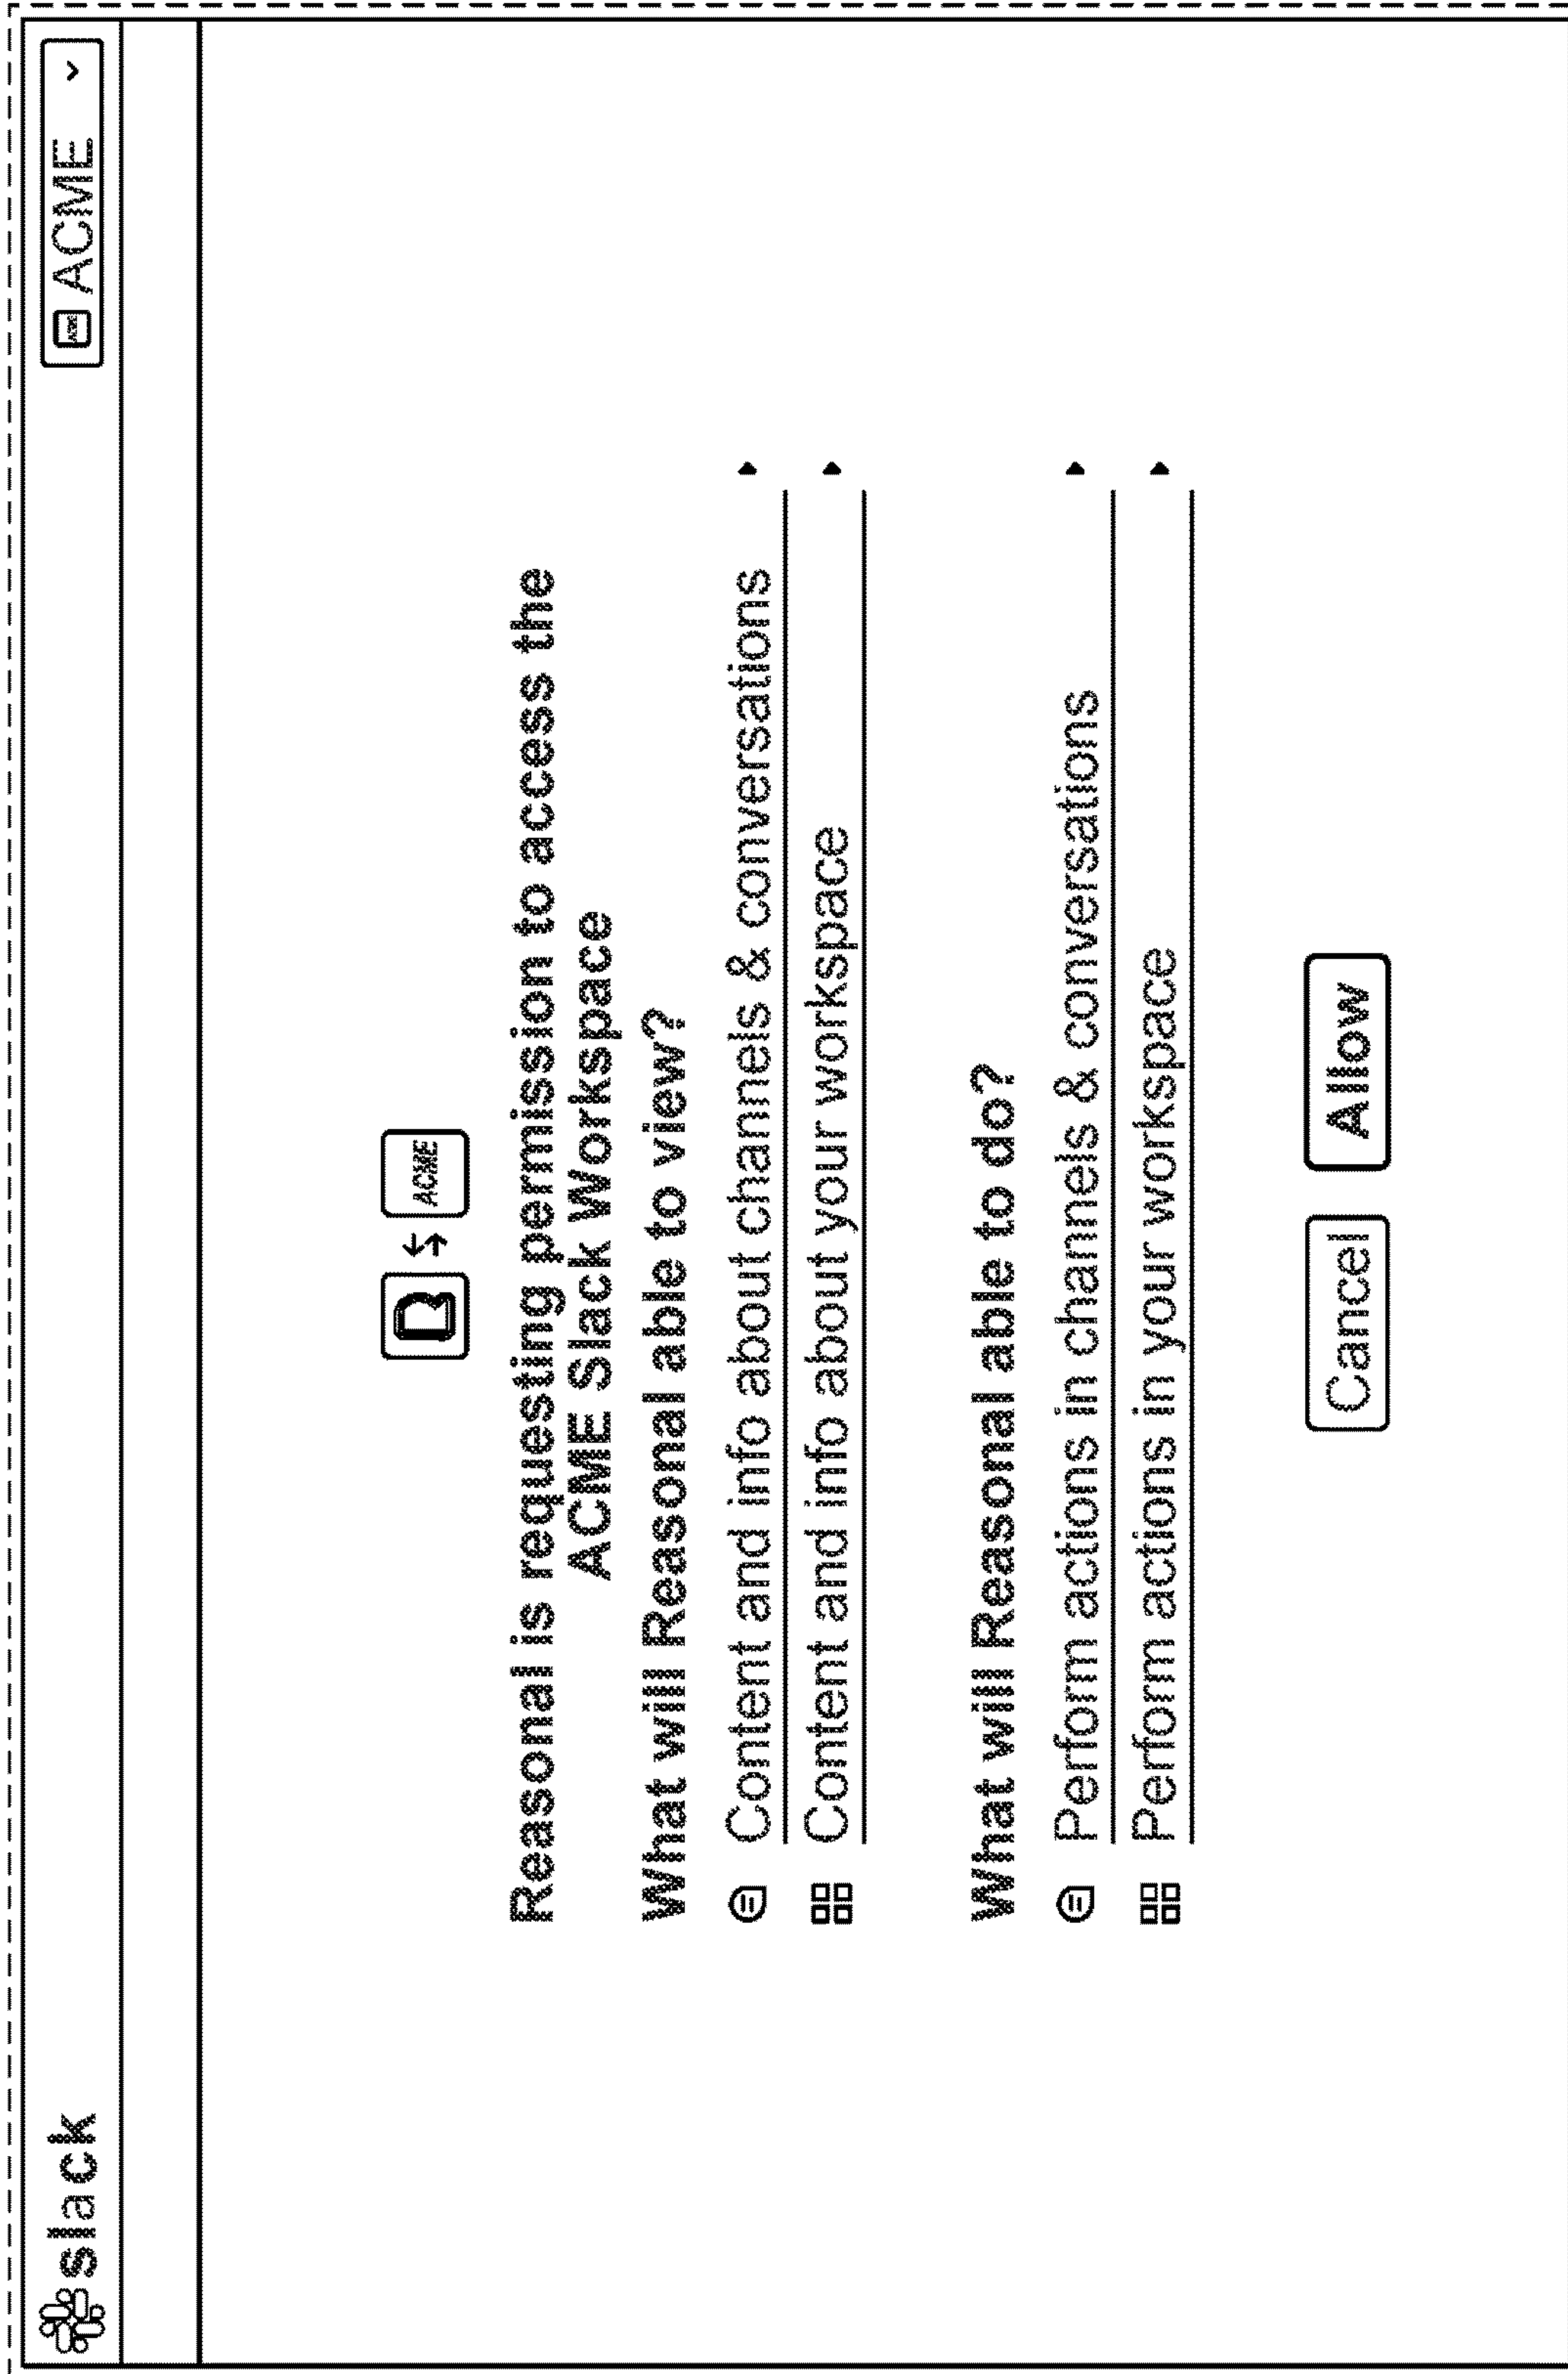 slack
ACME ACME
ACME
Reasonal is requesting permission to access the
ACME Slack Workspace
What will Reasonal able to view?
Content and info about channels & conversations
Content and info about your workspace
What will Reasonal able to do?
Perform actions in channels & conversations
Perform actions in your workspace
Cancel
Allow